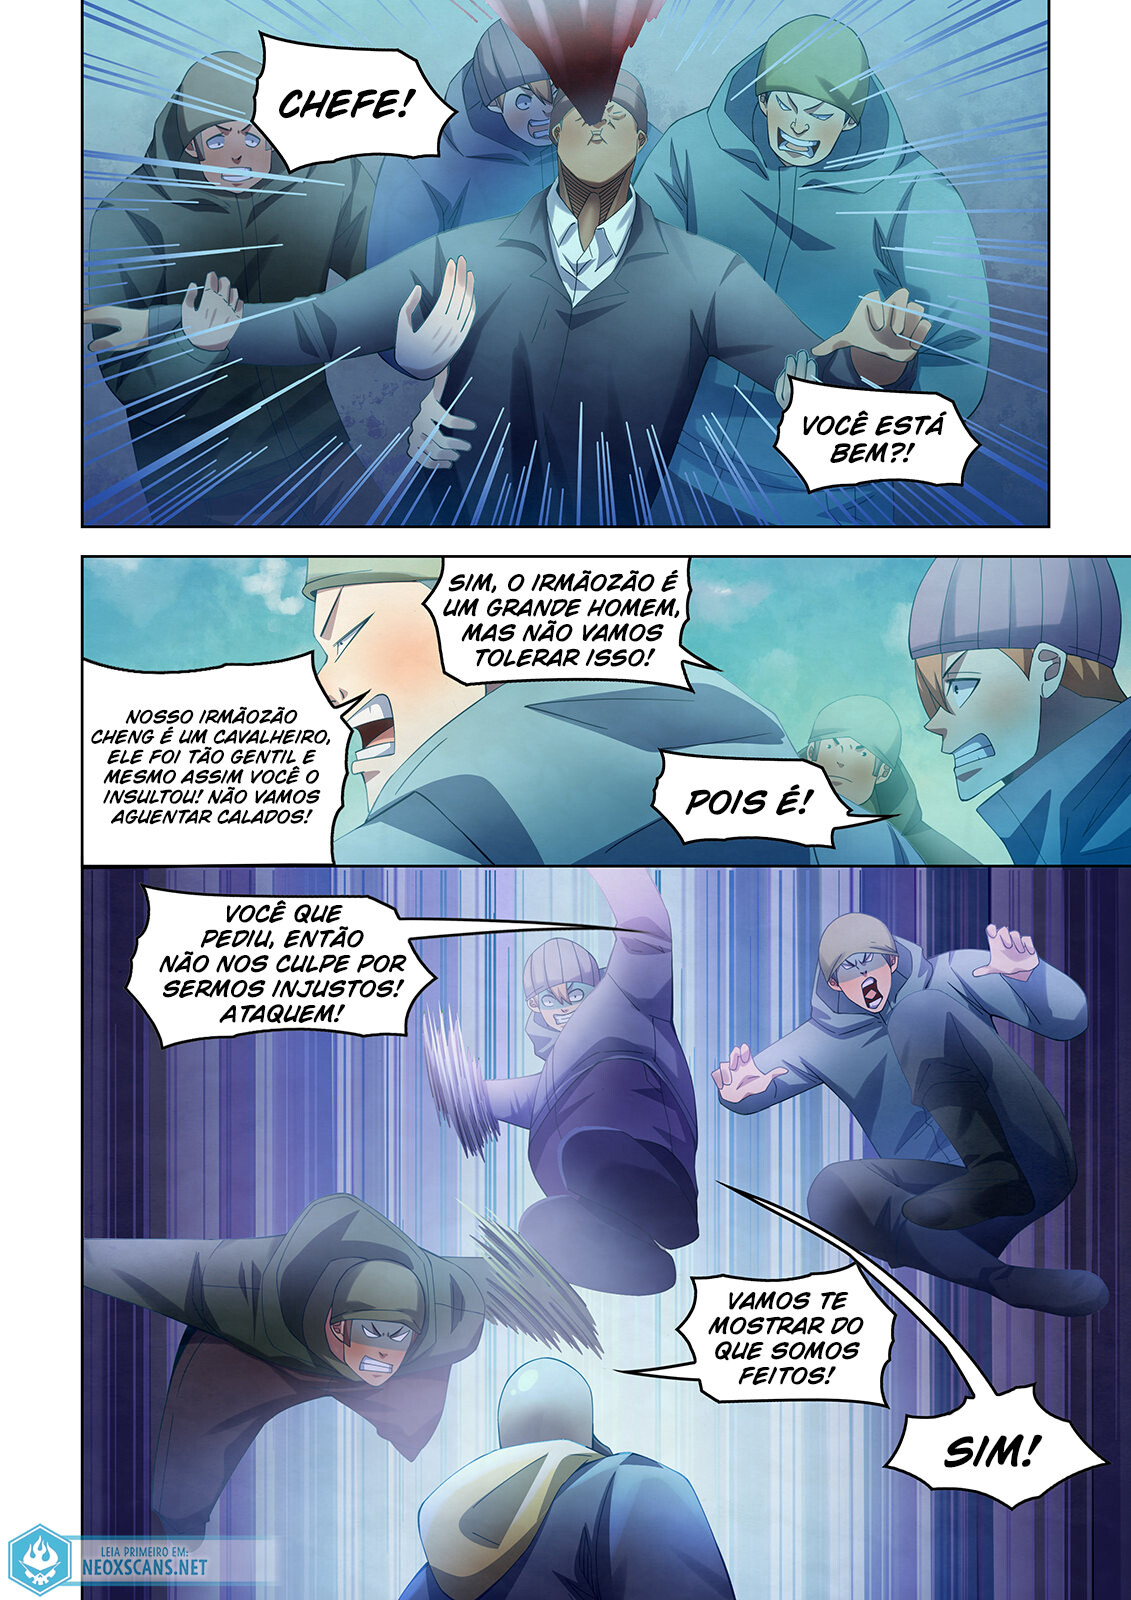 CHEFE!
VOCÊ ESTÁ
BEM?!
SIM, O IRMÃOZÃO É
UM GRANDE HOMEM,
MAS NÃO VAMOS
TOLERAR ISSO!
NOSSO IRMÃOZÃO
CHENG É UM CAVALHEIRO,
ELE FOI TÃO GENTIL E
MESMO ASSIM VOCÊ O
INSULTOU! NÃO VAMOS
AGUENTAR CALADOS!
POIS É!
VOCÊ QUE
PEDIU, ENTÃO
NÃO NOS CULPE POR
SERMOS INJUSTOS!
ATAQUEM!
VAMOS TE
MOSTRAR DO
QUE SOMOS
FEITOS!
SIM!
LEIA PRIMEIRO EM:
NEOXSCANS.NET